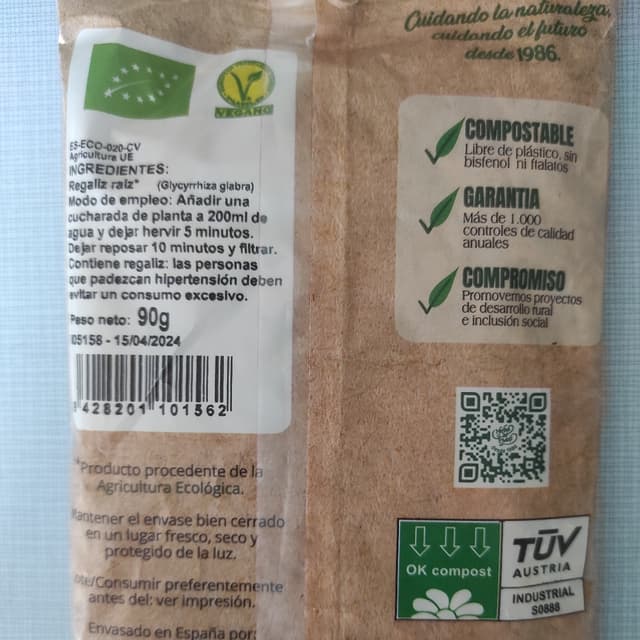 Cuidando la naturaleza,
cuidando el futuro
desde 1986.
VEGANO
ES-ECO-020-CV
Agricultura UE
INGREDIENTES:
Regaliz raíz* (Glycyrrhiza glabra)
Modo de empleo: Añadir una
cucharada de planta a 200ml de
agua y dejar hervir 5 minutos.
Dejar reposar 10 minutos y filtrar.
Contiene regaliz: las personas
que padezcan hipertensión deben
evitar un consumo excesivo.
Peso neto: 90g
05158 - 15/04/2024
8 428201 101562
COMPOSTABLE
Libre de plástico, sin
bisfenol ni ftalatos
GARANTIA
Más de 1.000
controles de calidad
anuales
COMPROMISO
Promovemos proyectos
de desarrollo rural
e inclusión social
*Producto procedente de la
Agricultura Ecológica.
Mantener el envase bien cerrado
en un lugar fresco, seco y
protegido de la luz.
Consumir preferentemente
antes del: ver impresión.
Envasado en España por:
OK compost
TÜV
AUSTRIA
INDUSTRIAL
S0888